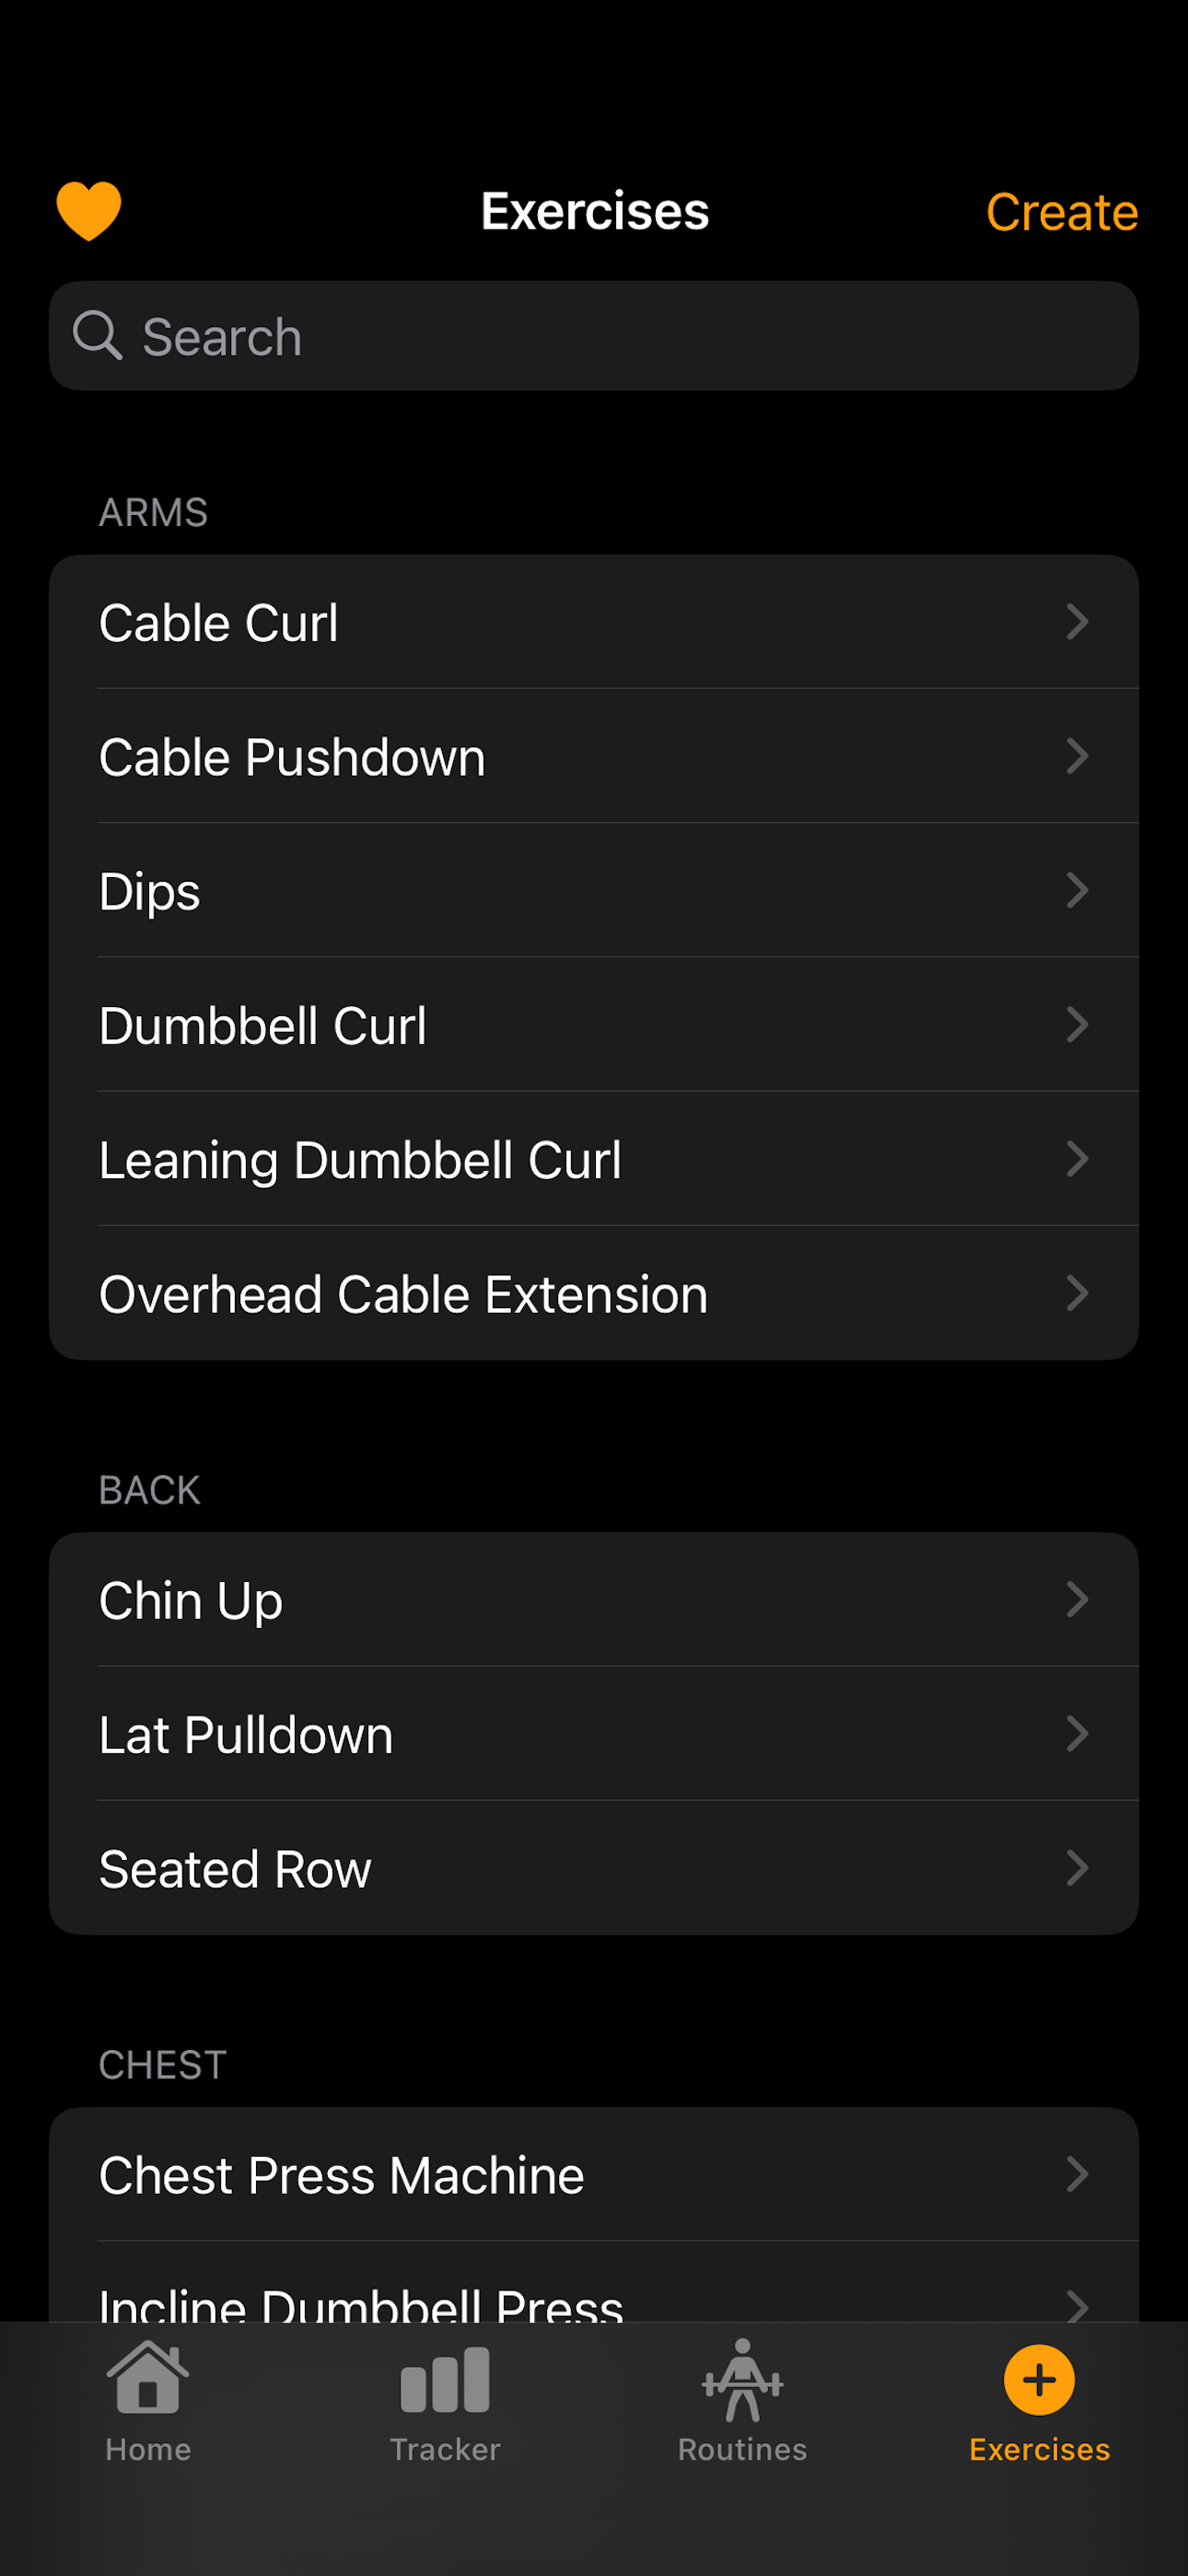 Exercises
Create
Search
ARMS
Cable Curl
Cable Pushdown
Dips
Dumbbell Curl
Leaning Dumbbell Curl
Overhead Cable Extension
BACK
Chin Up
Lat Pulldown
Seated Row
CHEST
Chest Press Machine
Incline Dumbbell Press
Home
Tracker
Routines
Exercises